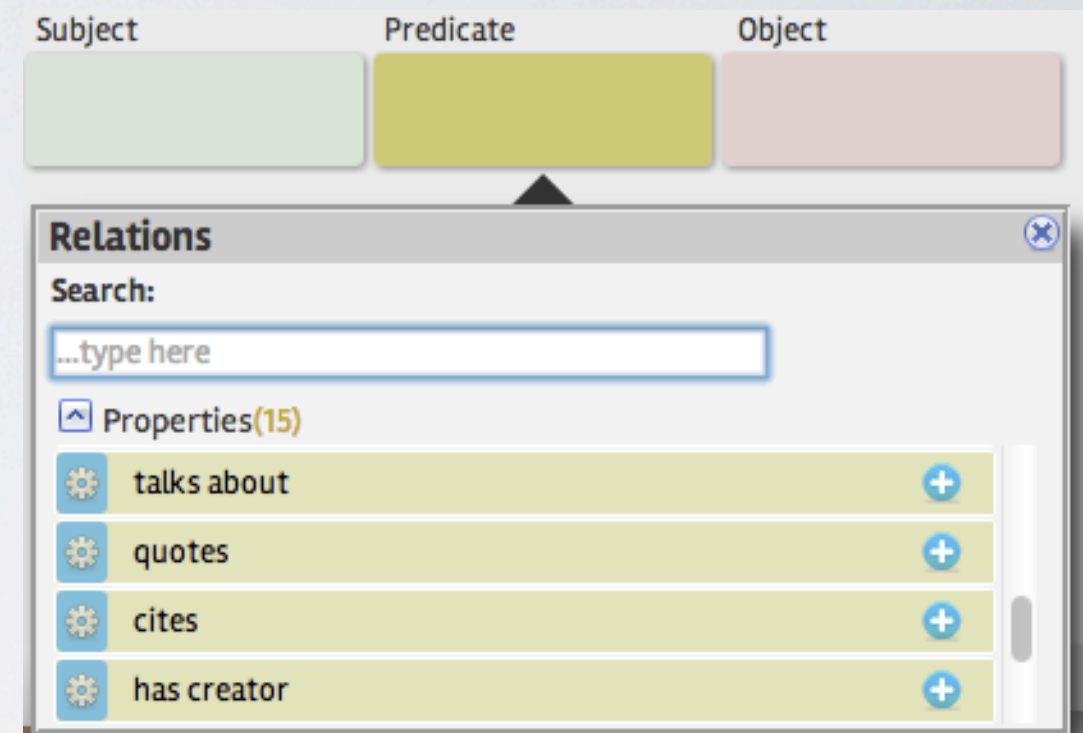 Subject Predicate Object
Relations
Search:
...type here
Properties(15)
talks about
quotes
cites
has creator